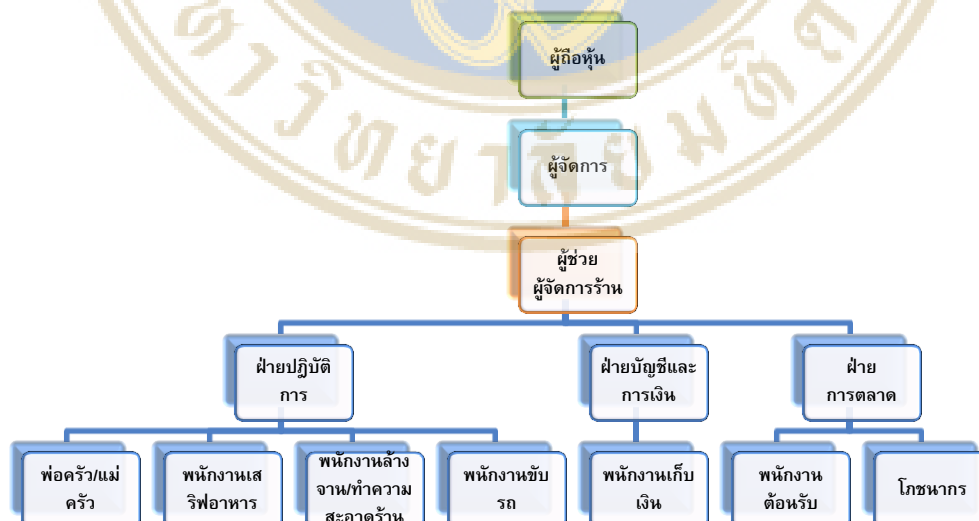 ผู้ถือหุ้น
ผู้จัดการ
ผู้ช่วย
ผู้จัดการร้าน
ฝ่ายปฎิบัติ
การ
ฝ่ายบัญชีและ
การเงิน
ฝ่าย
การตลาด
พ่อครัว/แม่
ครัว
พนักงานเส
ริฟอาหาร
พนักงานล้าง
จาน/ทำความ
สะอาดร้าน
พนักงานขับ
รถ
พนักงานเก็บ
เงิน
พนักงาน
ต้อนรับ
โภชนากร